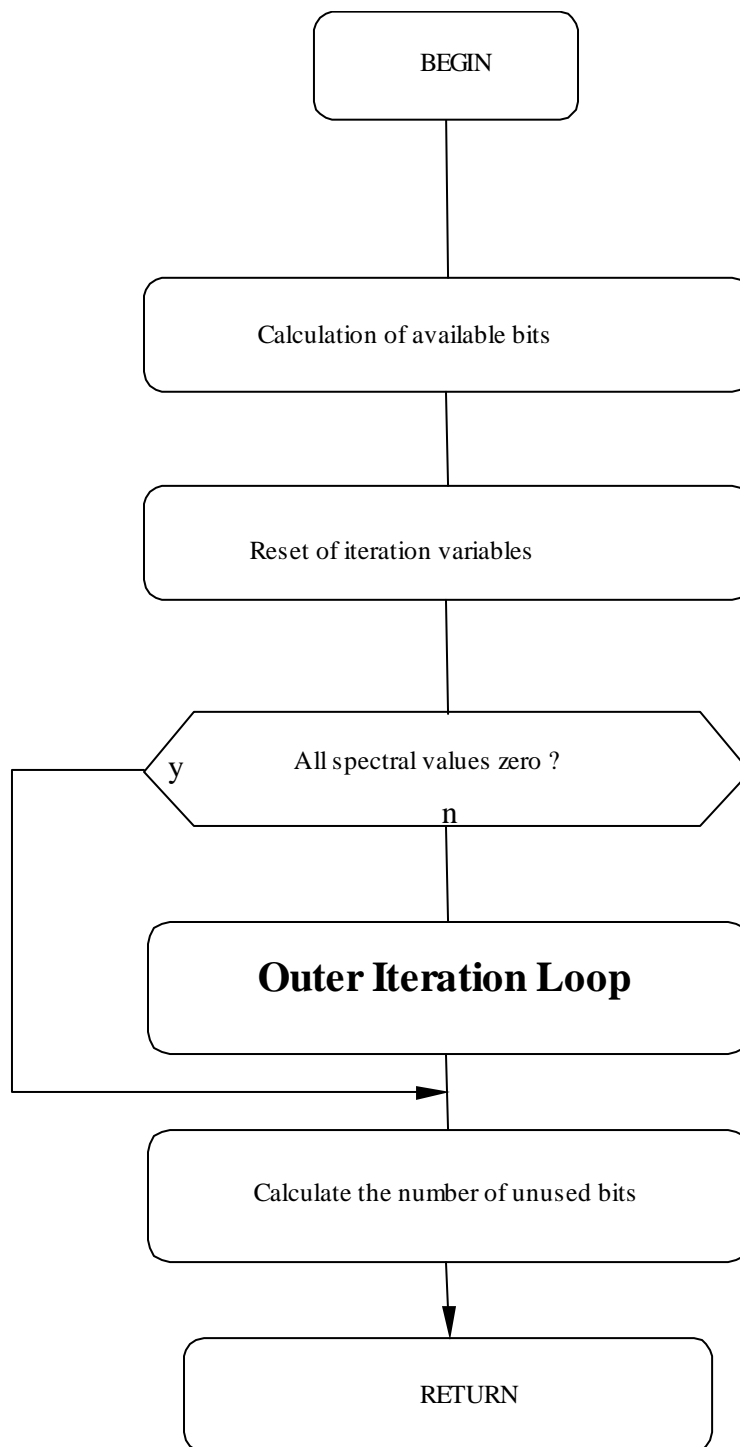 BEGIN
Calculation of available bits
Reset of iteration variables
All spectral values zero ?
y
n
Outer Iteration Loop
Calculate the number of unused bits
RETURN